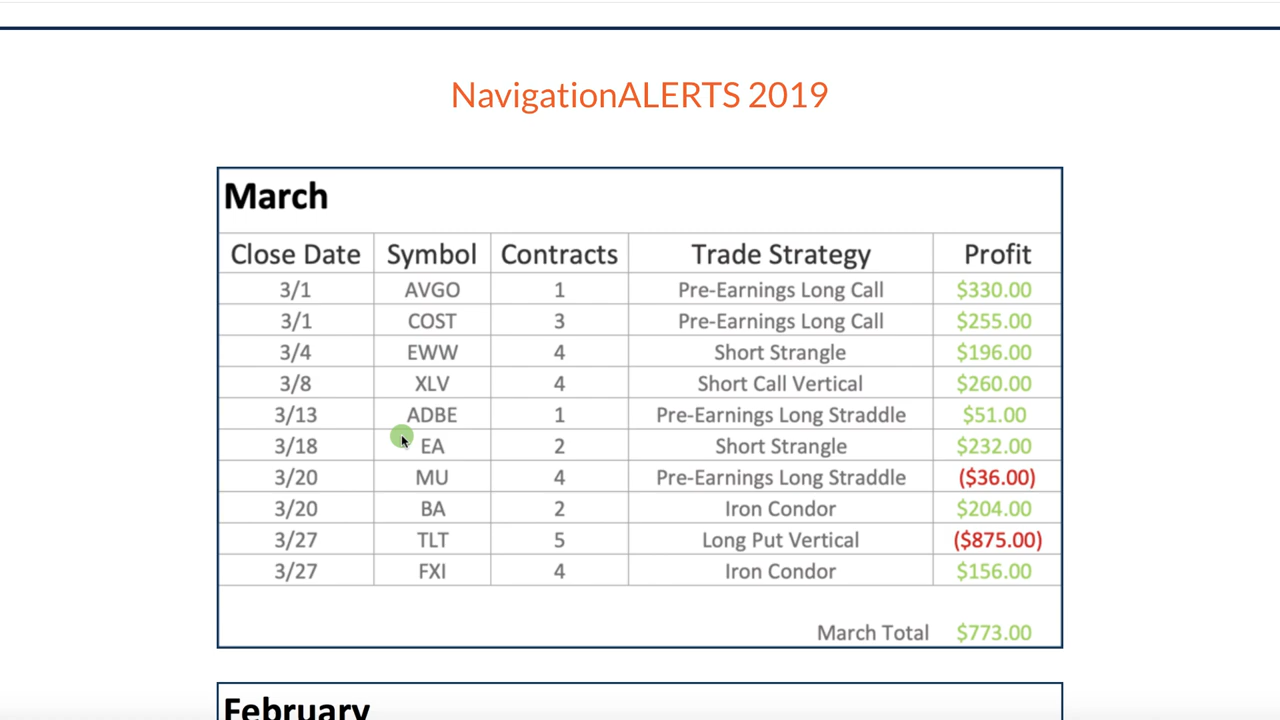 NavigationALERTS 2019
March
Close Date Symbol Contracts Trade Strategy Profit
3/1 AVGO 1 Pre-Earnings Long Call $330.00
3/1 COST 3 Pre-Earnings Long Call $255.00
3/4 EWW 4 Short Strangle $196.00
3/8 XLV 4 Short Call Vertical $260.00
3/13 ADBE 1 Pre-Earnings Long Straddle $51.00
3/18 EA 2 Short Strangle $232.00
3/20 MU 4 Pre-Earnings Long Straddle ($36.00)
3/20 BA 2 Iron Condor $204.00
3/27 TLT 5 Long Put Vertical ($875.00)
3/27 FXI 4 Iron Condor $156.00
March Total $773.00
February